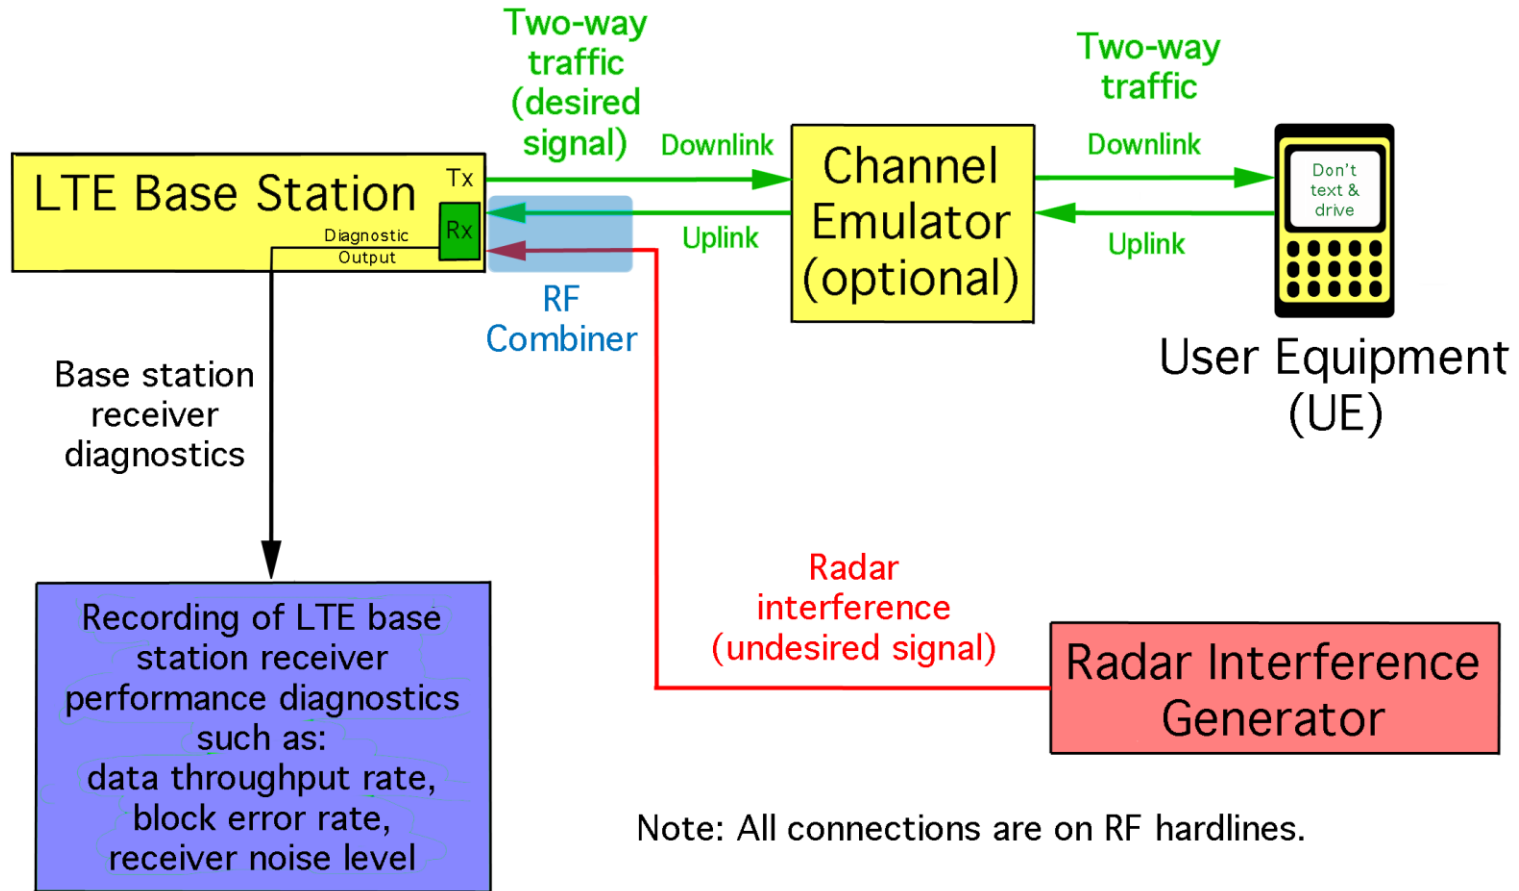 Two-way
traffic
(desired
signal)
Two-way
traffic
Downlink
Downlink
Uplink
Uplink
LTE Base Station
Tx
Rx
Diagnostic
Output
Channel
Emulator
(optional)
Don't
text &
drive
RF
Combiner
User Equipment
(UE)
Base station
receiver
diagnostics
Radar
interference
(undesired signal)
Radar Interference
Generator
Recording of LTE base
station receiver
performance diagnostics
such as:
data throughput rate,
block error rate,
receiver noise level
Note: All connections are on RF hardlines.